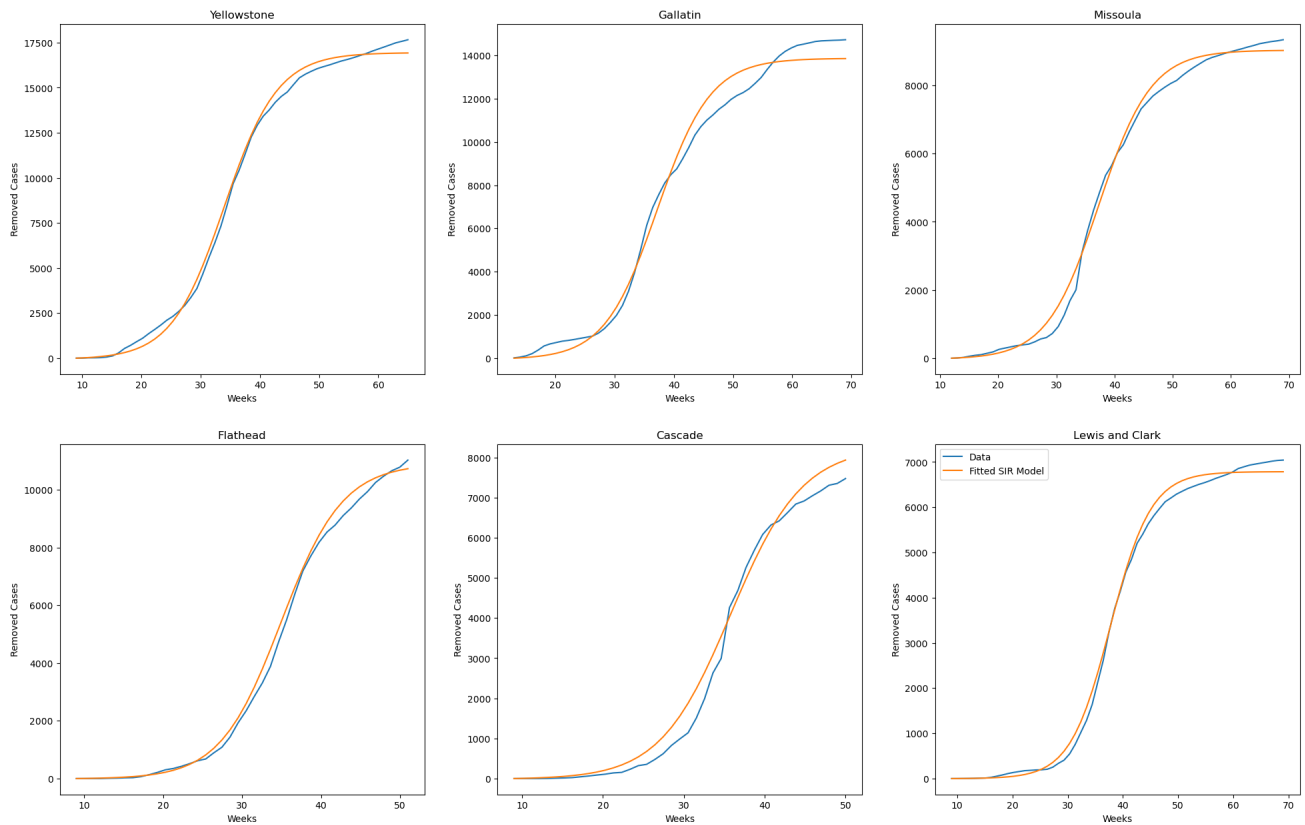 Yellowstone
17500
15000
12500
10000
7500
5000
2500
0
Removed Cases
10 20 30 40 50 60
Weeks
Gallatin
14000
12000
10000
8000
6000
4000
2000
0
Removed Cases
20 30 40 50 60 70
Weeks
Missoula
8000
6000
4000
2000
0
Removed Cases
10 20 30 40 50 60 70
Weeks
Flathead
10000
8000
6000
4000
2000
0
Removed Cases
10 20 30 40 50
Weeks
Cascade
8000
7000
6000
5000
4000
3000
2000
1000
0
Removed Cases
10 20 30 40 50
Weeks
Lewis and Clark
Data
Fitted SIR Model
7000
6000
5000
4000
3000
2000
1000
0
Removed Cases
10 20 30 40 50 60 70
Weeks